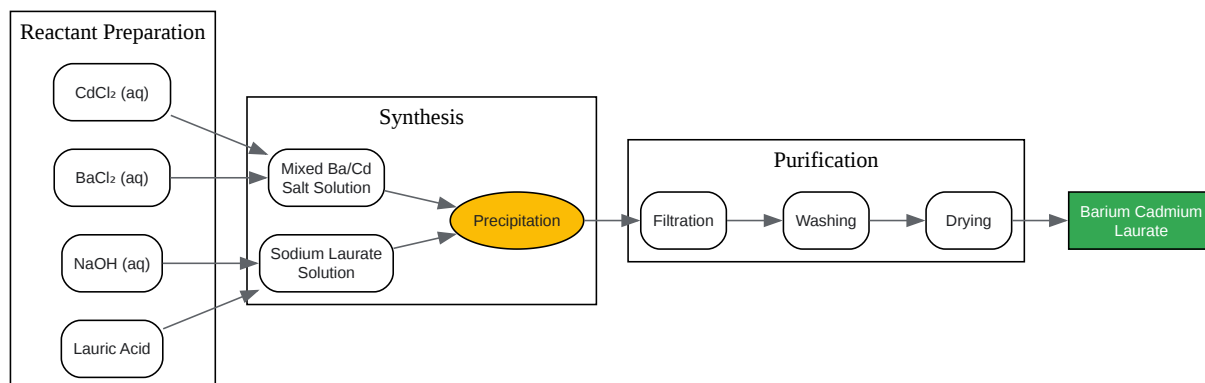 Reactant Preparation
CdCl₂ (aq)
BaCl₂ (aq)
NaOH (aq)
Lauric Acid
Synthesis
Mixed Ba/Cd
Salt Solution
Sodium Laurate
Solution
Precipitation
Purification
Filtration
Washing
Drying
Barium Cadmium
Laurate